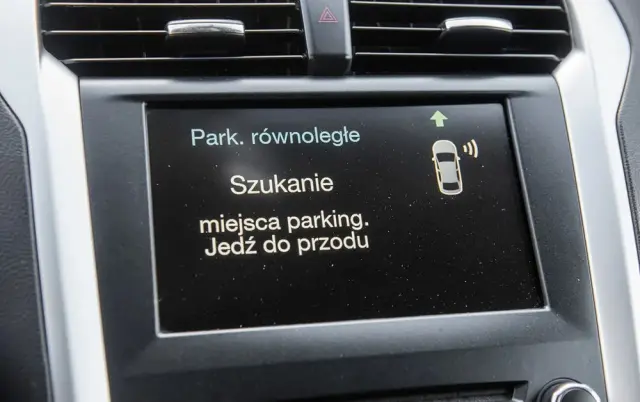 Park. równoległe
Szukanie
miejsca parking.
Jedź do przodu